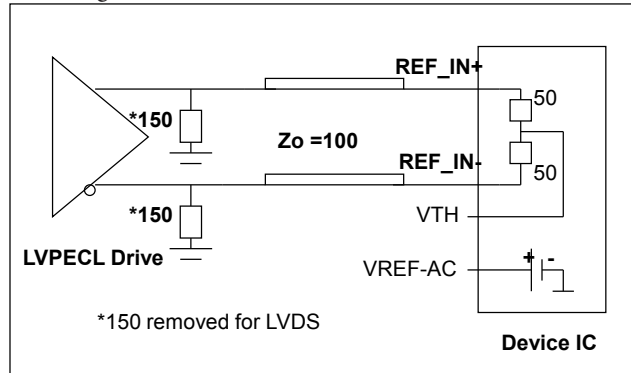 REF_IN+
50
*150
Zo =100
REF_IN-
50
*150
VTH
LVPECL Drive
VREF-AC
+ -
*150 removed for LVDS
Device IC